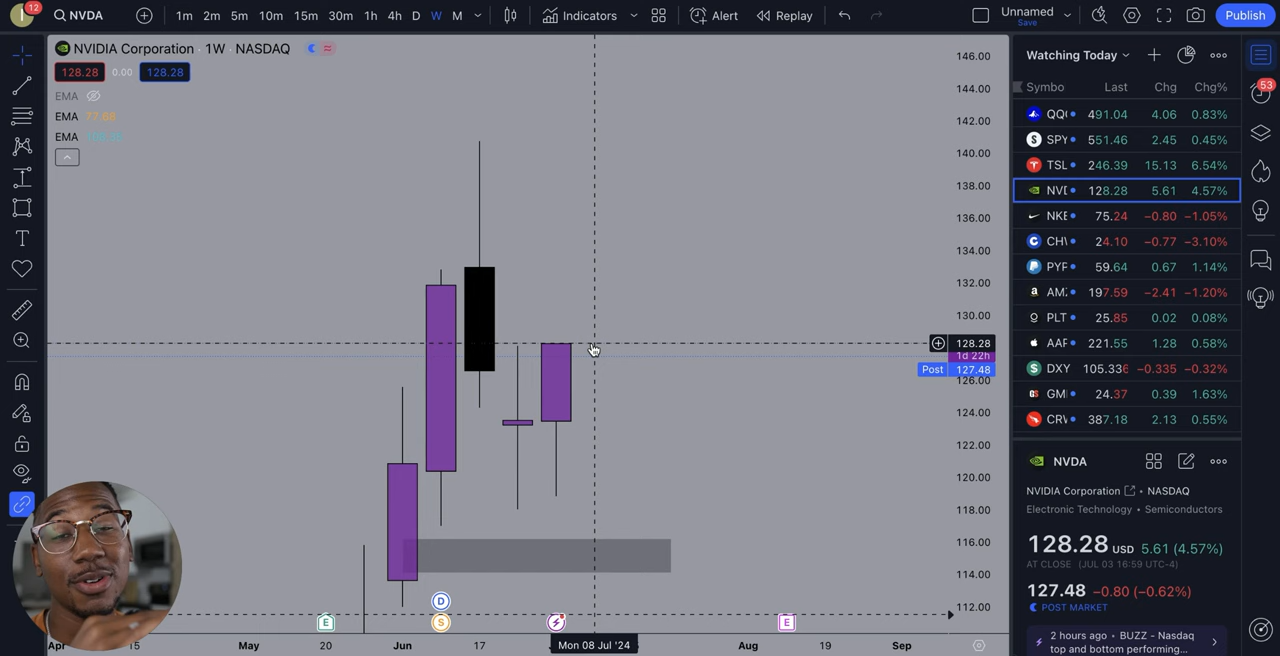 I 12 NVDA 1m 2m 5m 10m 15m 30m 1h 4h D W M Indicators Alert Replay Unnamed Save Publish
NVIDIA Corporation · 1W · NASDAQ
128.28 0.00 128.28
EMA
EMA 77.68
EMA
146.00
144.00
142.00
140.00
138.00
136.00
134.00
132.00
130.00
128.28
1d 22h
Post 127.48
126.00
124.00
122.00
120.00
118.00
116.00
114.00
112.00
E D S E
Apr 15 May 20 Jun 17 Mon 08 Jul '24 Aug 19 Sep
Watching Today
Symbo Last Chg Chg%
QQ 491.04 4.06 0.83%
SPY 551.46 2.45 0.45%
TSL 246.39 15.13 6.54%
NVD 128.28 5.61 4.57%
NKE 75.24 −0.80 −1.05%
CHW 24.10 −0.77 −3.10%
PYP 59.64 0.67 1.14%
AMZ 197.59 −2.41 −1.20%
PLT 25.85 0.02 0.08%
AAP 221.55 1.28 0.58%
DXY 105.336 −0.335 −0.32%
GME 24.37 0.39 1.63%
CRW 387.18 2.13 0.55%
53
NVDA
NVIDIA Corporation • NASDAQ
Electronic Technology • Semiconductors
128.28 USD 5.61 (4.57%)
AT CLOSE (JUL 03 16:59 UTC-4)
127.48 −0.80 (−0.62%)
POST MARKET
2 hours ago • BUZZ - Nasdaq
top and bottom performing...